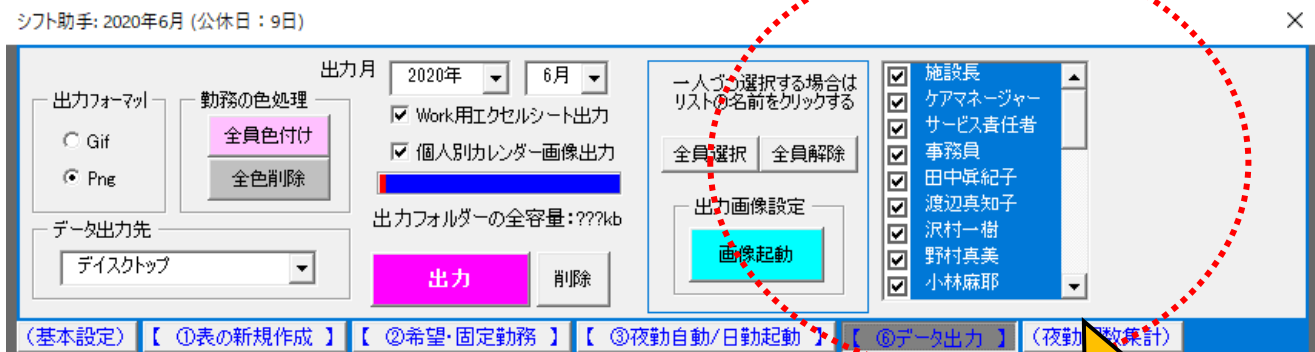 シフト助手: 2020年6月 (公休日：9日)
出力月
2020年
6月
出力フォーマット
Gif
Png
勤務の色処理
全員色付け
全色削除
Work用エクセルシート出力
個人別カレンダー画像出力
出力フォルダーの全容量:???kb
データ出力先
デイスクトップ
出力
削除
一人づつ選択する場合は
リストの名前をクリックする
全員選択
全員解除
出力画像設定
画像起動
施設長
ケアマネージャー
サービス責任者
事務員
渡辺真知子
沢村一樹
野村真美
小林麻耶
(基本設定)
【 ①表の新規作成 】
【 ②希望･固定勤務 】
【 ③夜勤自動/日勤起動 】
【 ⑥データ出力 】